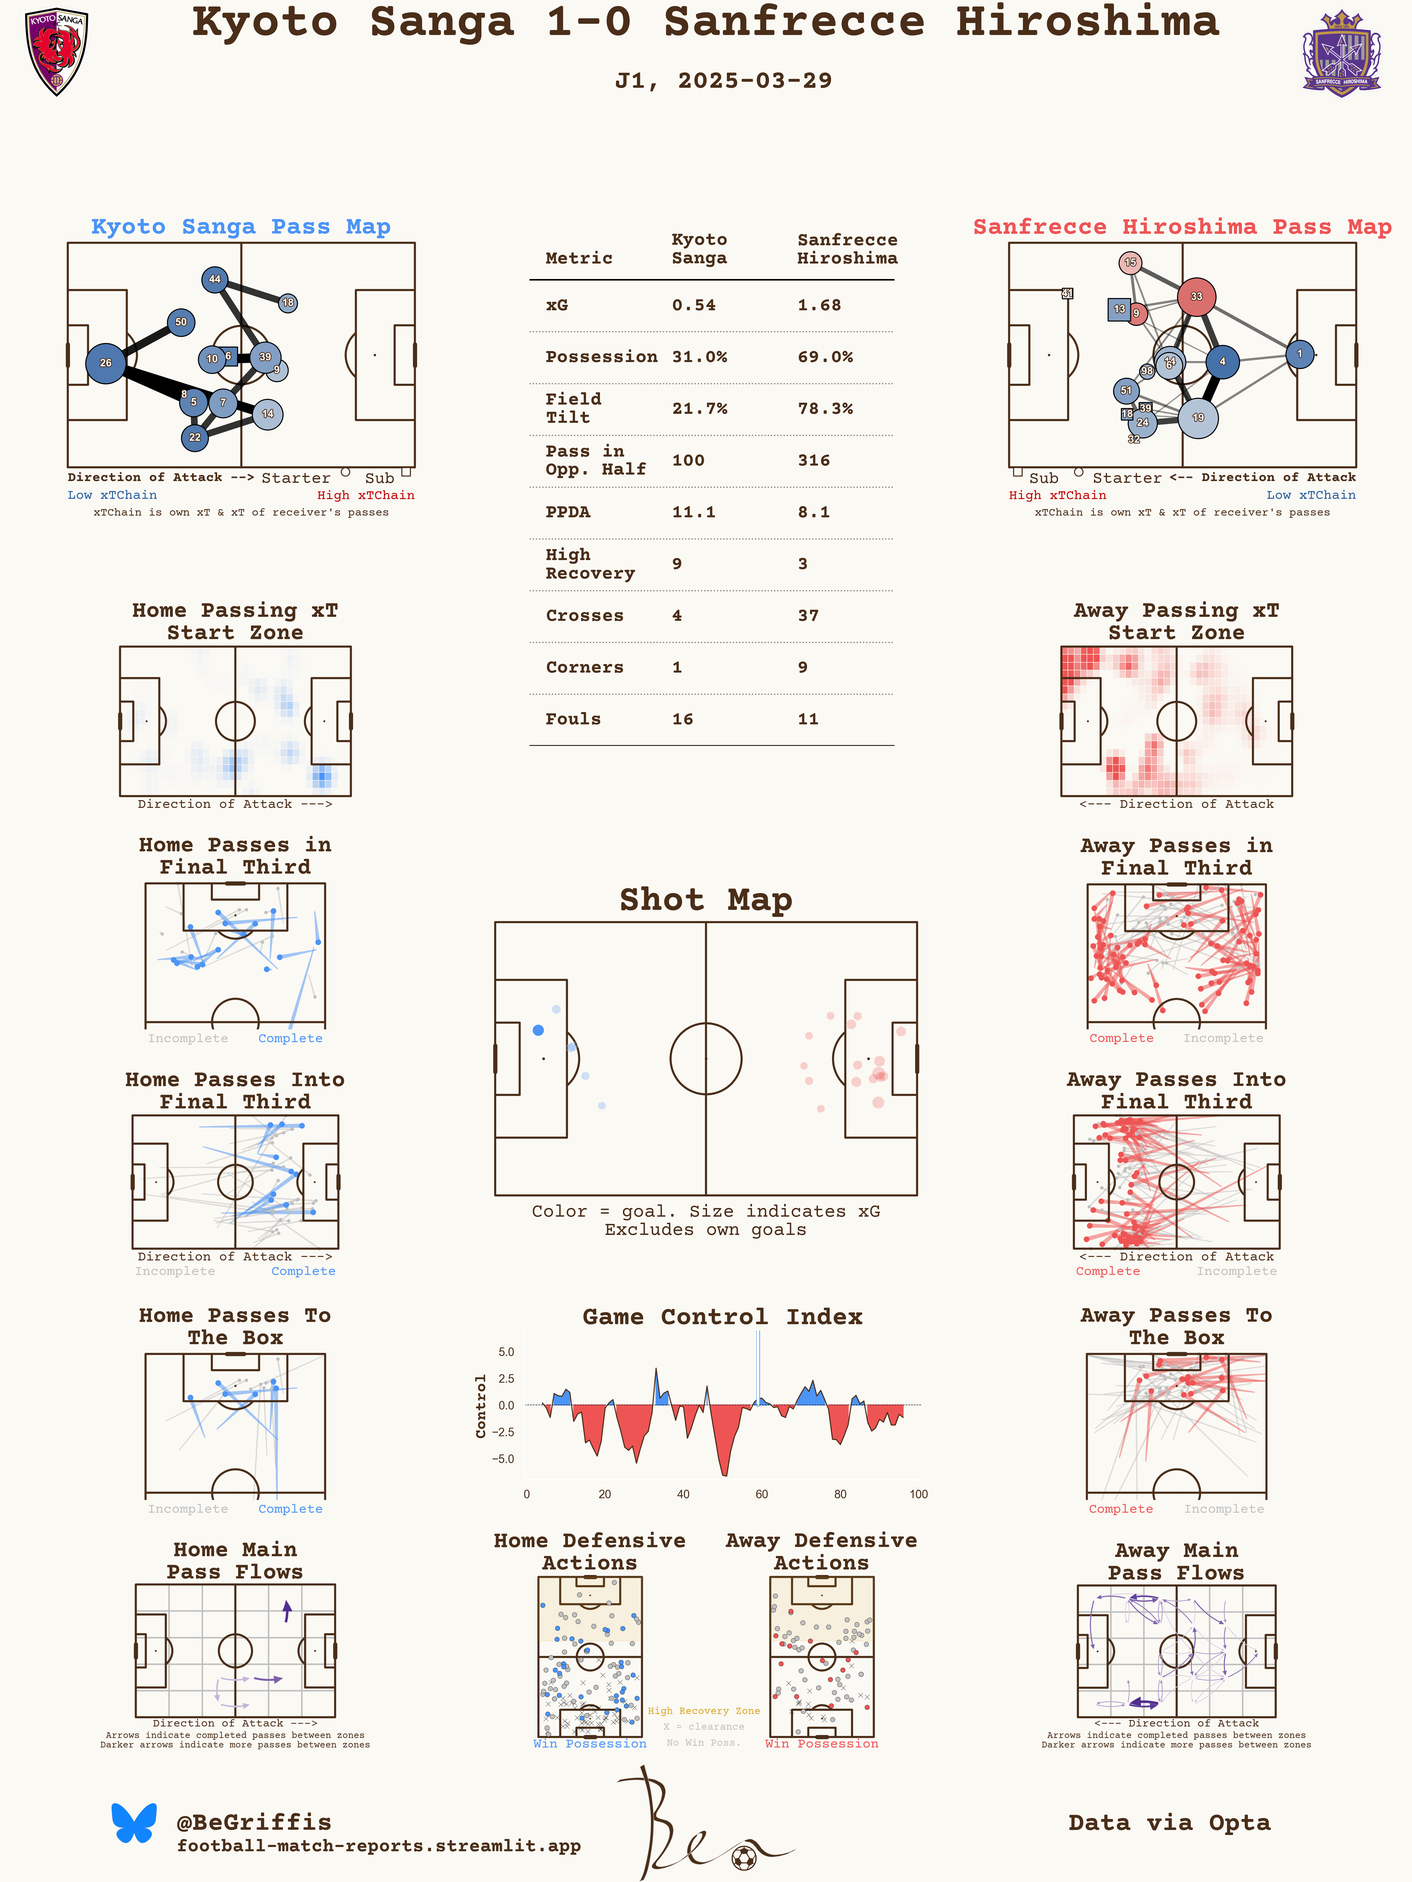 Kyoto Sanga 1-0 Sanfrecce Hiroshima
J1, 2025-03-29
KYOTO SANGA
SANFRECCE HIROSHIMA
Kyoto Sanga Pass Map
44
18
50
26
10
6
39
9
8
5
7
14
22
Direction of Attack --> Starter Sub
Low xTChain High xTChain
xTChain is own xT & xT of receiver's passes
Metric Kyoto Sanga Sanfrecce Hiroshima
xG 0.54 1.68
Possession 31.0% 69.0%
Field Tilt 21.7% 78.3%
Pass in Opp. Half 100 316
PPDA 11.1 8.1
High Recovery 9 3
Crosses 4 37
Corners 1 9
Fouls 16 11
Sanfrecce Hiroshima Pass Map
15
33
13
9
14
6
98
4
1
51
39
18
24
19
32
Sub Starter <-- Direction of Attack
High xTChain Low xTChain
xTChain is own xT & xT of receiver's passes
Home Passing xT
Start Zone
Direction of Attack --->
Away Passing xT
Start Zone
<--- Direction of Attack
Home Passes in
Final Third
Incomplete Complete
Away Passes in
Final Third
Complete Incomplete
Shot Map
Color = goal. Size indicates xG
Excludes own goals
Home Passes Into
Final Third
Direction of Attack --->
Incomplete Complete
Away Passes Into
Final Third
<--- Direction of Attack
Complete Incomplete
Home Passes To
The Box
Incomplete Complete
Game Control Index
Control
5.0
2.5
0.0
−2.5
−5.0
0 20 40 60 80 100
Away Passes To
The Box
Complete Incomplete
Home Main
Pass Flows
Direction of Attack --->
Arrows indicate completed passes between zones
Darker arrows indicate more passes between zones
Home Defensive
Actions
Win Possession
Away Defensive
Actions
Win Possession
High Recovery Zone
X = clearance
No Win Poss.
Away Main
Pass Flows
<--- Direction of Attack
Arrows indicate completed passes between zones
Darker arrows indicate more passes between zones
@BeGriffis
football-match-reports.streamlit.app
Ben
Data via Opta